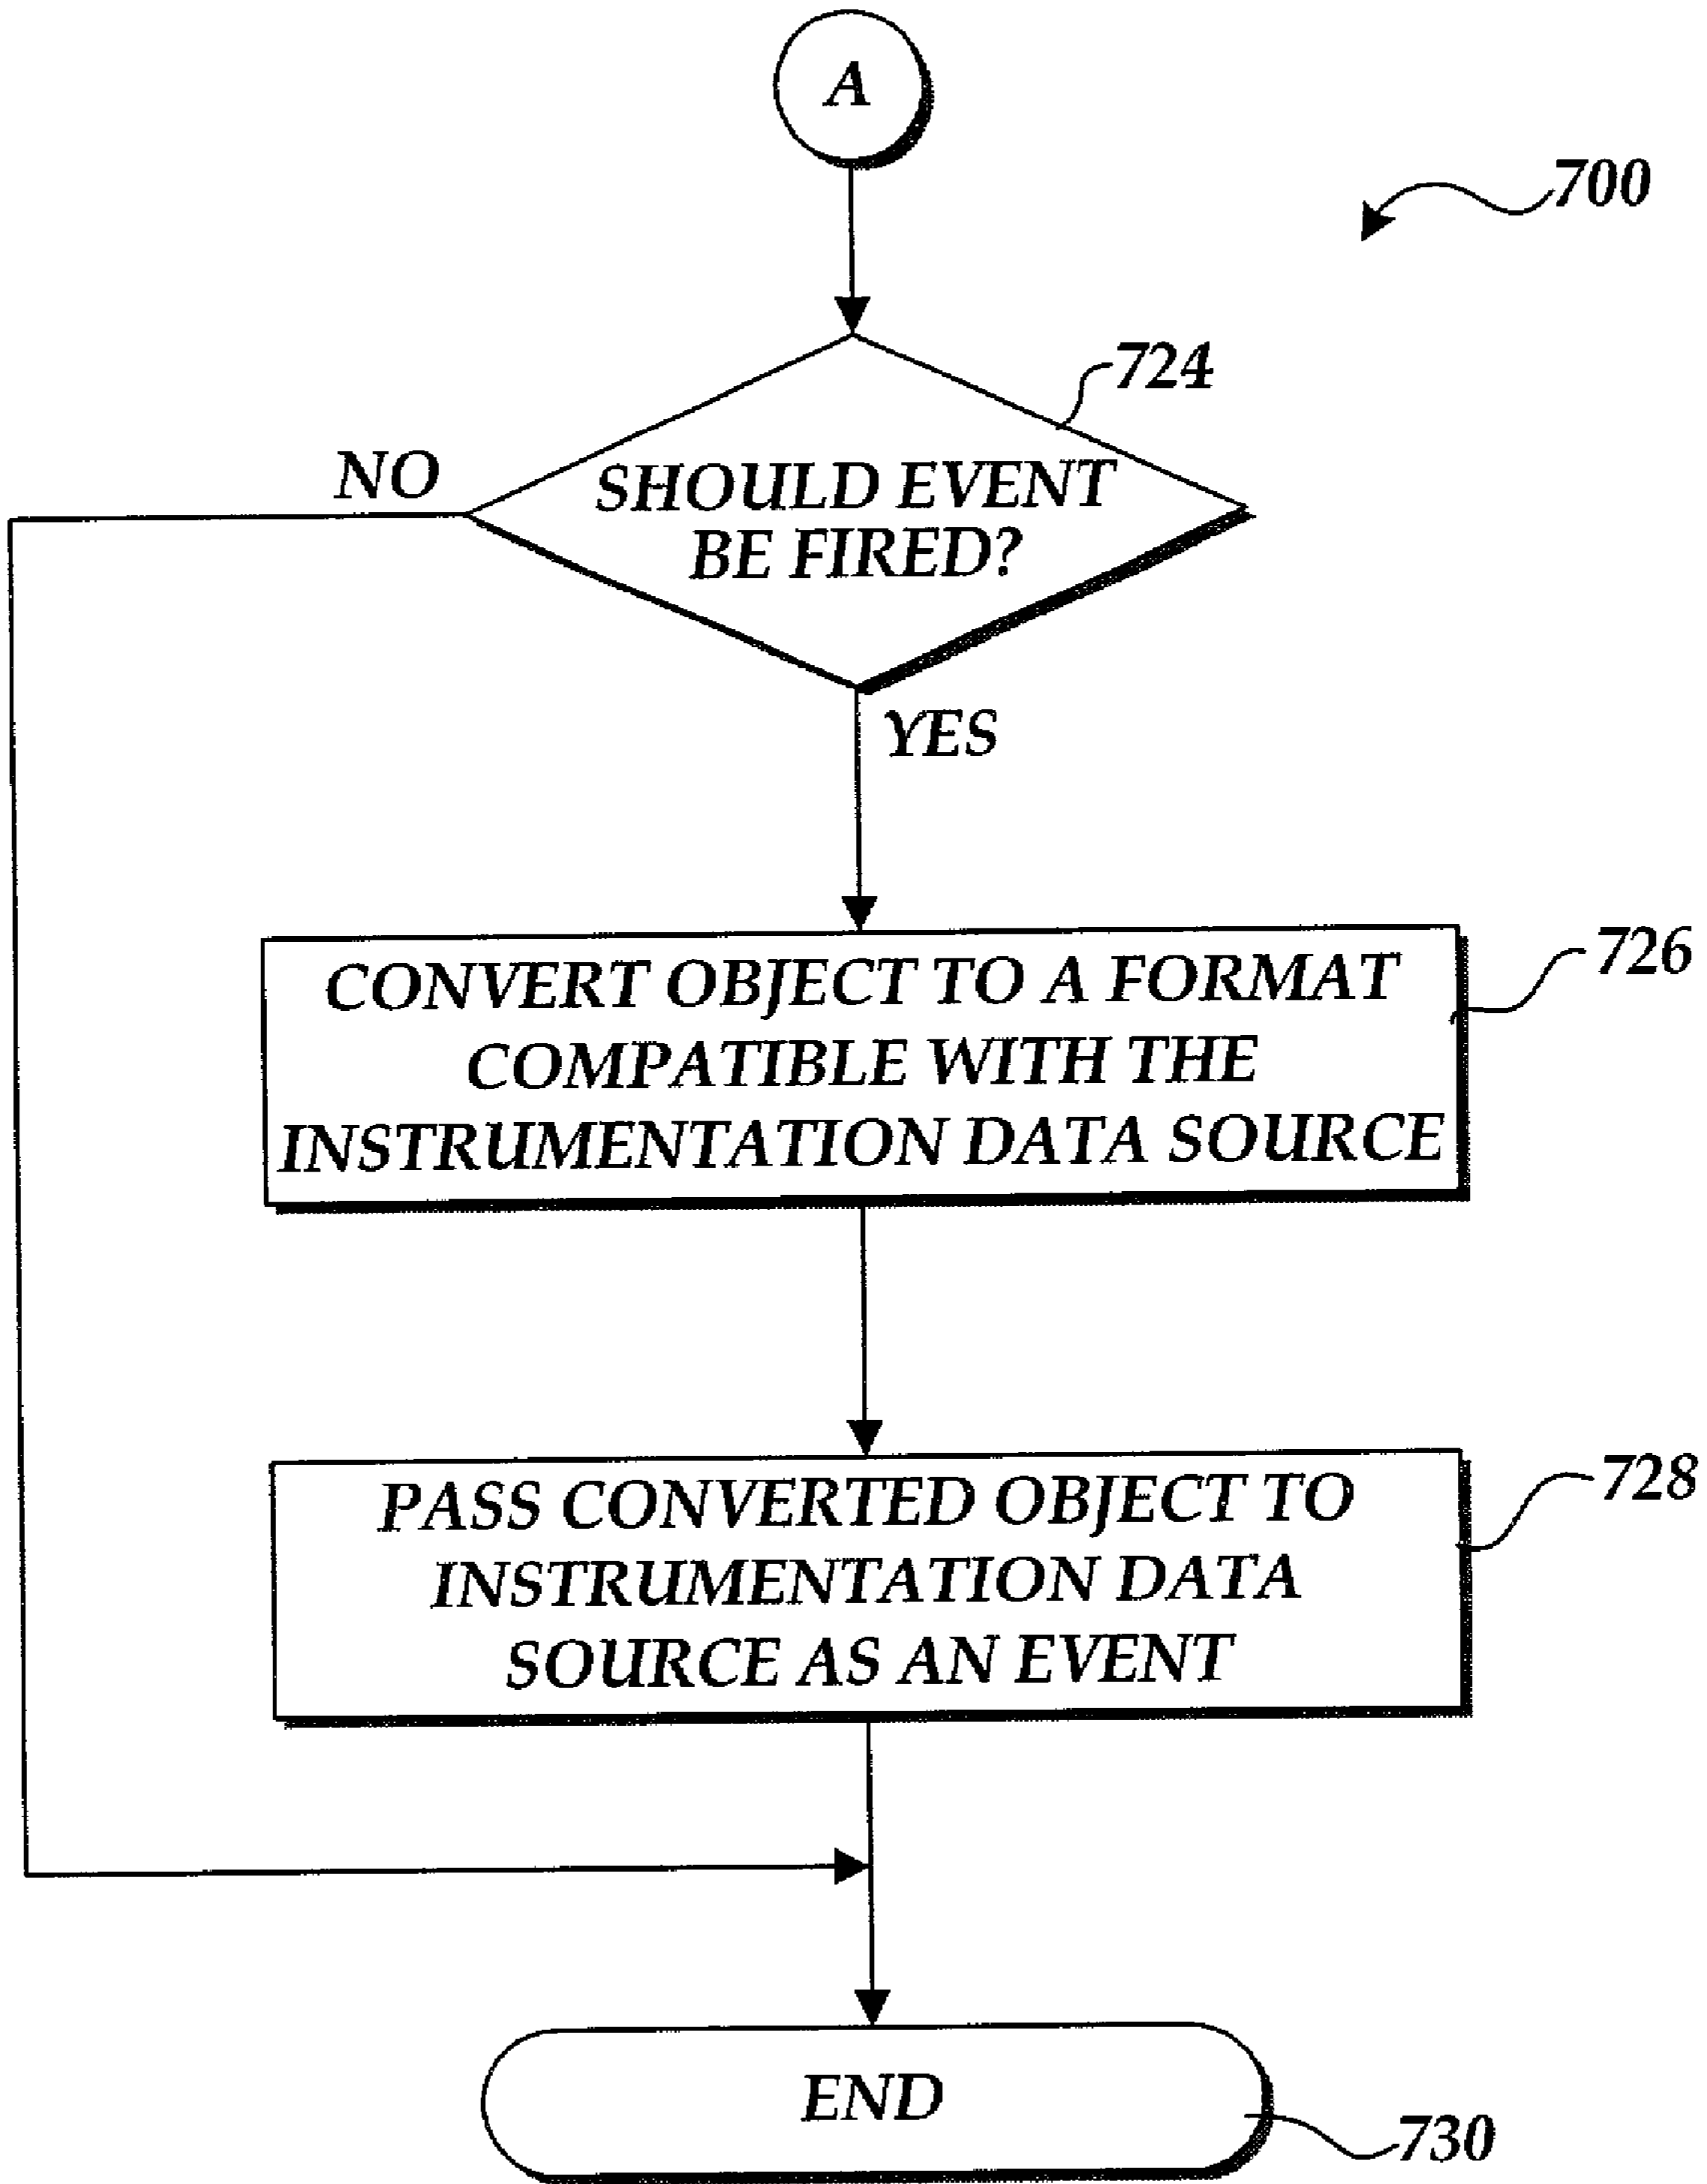 A
700
724
NO
SHOULD EVENT
BE FIRED?
YES
726
CONVERT OBJECT TO A FORMAT
COMPATIBLE WITH THE
INSTRUMENTATION DATA SOURCE
728
PASS CONVERTED OBJECT TO
INSTRUMENTATION DATA
SOURCE AS AN EVENT
END
730